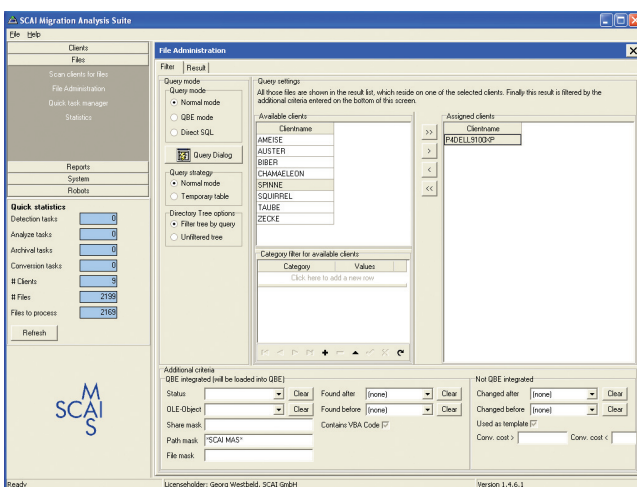 SCAI Migration Analysis Suite
File Help
Clients
Files
Scan clients for files
File Administration
Quick task manager
Statistics
Reports
System
Robots
Quick statistics
Detection tasks 0
Analyze tasks 0
Archival tasks 0
Conversion tasks 0
# Clients 9
# Files 2199
Files to process 2169
Refresh
M
SCAI
S
File Administration
Filter Result
Query mode
Query mode
Normal mode
QBE mode
Direct SQL
Query Dialog
Query strategy
Normal mode
Temporary table
Directory Tree options
Filter tree by query
Unfiltered tree
Query settings
All those files are shown in the result list, which reside on one of the selected clients. Finally this result is filtered by the
additional criteria entered on the bottom of this screen.
Available clients
Clientname
AMEISE
AUSTER
BIBER
CHAMAELEON
SPINNE
SQUIRREL
TAUBE
ZECKE
>>
>
<
<<
Assigned clients
Clientname
P4DELL9100XP
Category filter for available clients
Category Values
Click here to add a new row
Additional criteria
QBE integrated (will be loaded into QBE)
Status Clear Found after (none) Clear
OLE-Object Clear Found before (none) Clear
Share mask Contains VBA Code
Path mask *SCAI MAS*
File mask
Not QBE integrated
Changed after (none) Clear
Changed before (none) Clear
Used as template
Conv. cost > Conv. cost <
Ready Licenseholder: Georg Westbeld, SCAI GmbH Version 1.4.6.1